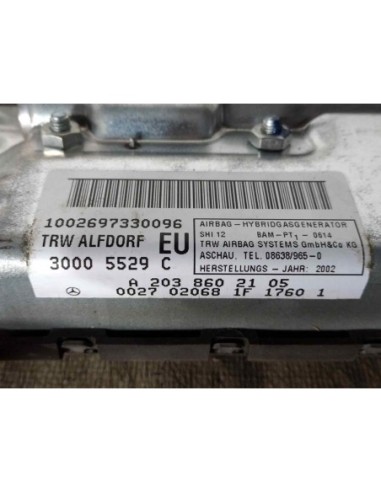 1002697330096
TRW ALFDORF EU
3000 5529 C
AIRBAG-HYBRIDGASGENERATOR
SHI 12 BAM-PT1-0614
TRW AIRBAG SYSTEMS GmbH&Co KG
ASCHAU, TEL. 08638/965-0
HERSTELLUNGS-JAHR: 2002
A 203 860 21 05
0027 02068 1F 1760 1